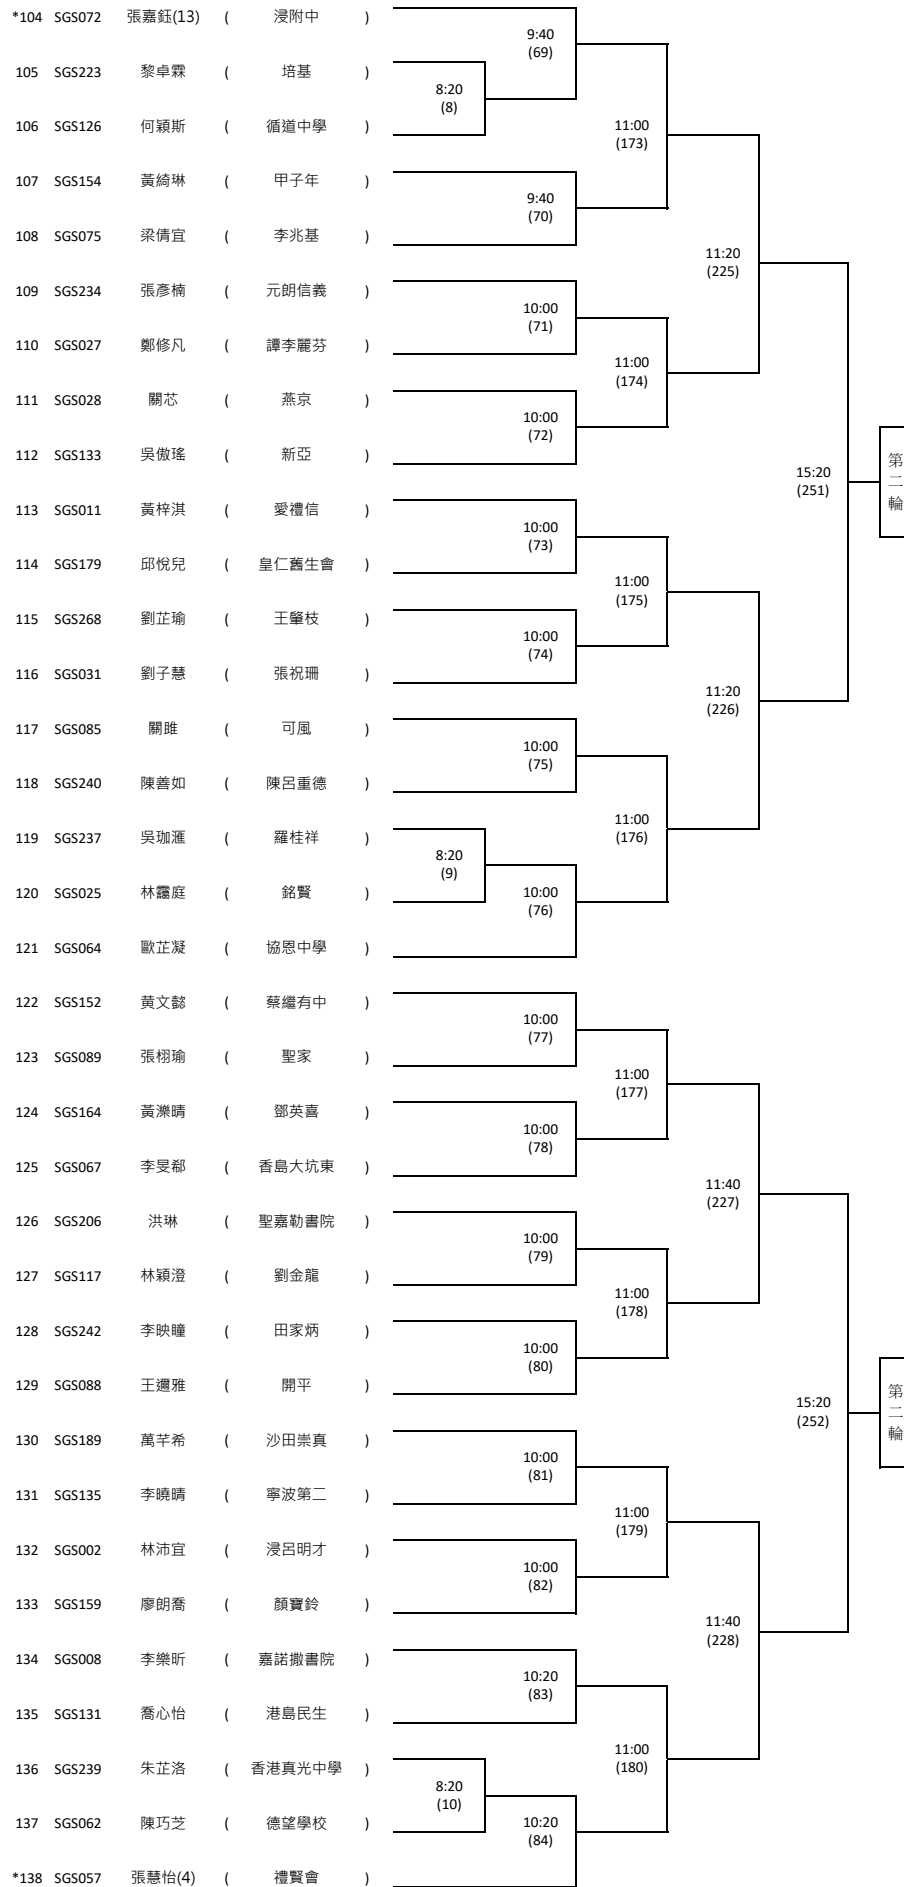 *104 SGS072 張嘉鈺(13) ( 浸附中 )
9:40
(69)
105 SGS223 黎卓霖 ( 培基 )
8:20
(8)
106 SGS126 何穎斯 ( 循道中學 )
11:00
(173)
107 SGS154 黃綺琳 ( 甲子年 )
9:40
(70)
108 SGS075 梁倩宜 ( 李兆基 )
11:20
(225)
109 SGS234 張彥楠 ( 元朗信義 )
10:00
(71)
110 SGS027 鄭修凡 ( 譚李麗芬 )
11:00
(174)
111 SGS028 關芯 ( 燕京 )
10:00
(72)
112 SGS133 吳傲瑤 ( 新亞 )
15:20
(251)
第
二
輪
113 SGS011 黃梓淇 ( 愛禮信 )
10:00
(73)
114 SGS179 邱悅兒 ( 皇仁舊生會 )
11:00
(175)
115 SGS268 劉芷瑜 ( 王肇枝 )
10:00
(74)
116 SGS031 劉子慧 ( 張祝珊 )
11:20
(226)
117 SGS085 關雎 ( 可風 )
10:00
(75)
118 SGS240 陳善如 ( 陳呂重德 )
11:00
(176)
119 SGS237 吳珈滙 ( 羅桂祥 )
8:20
(9)
120 SGS025 林靄庭 ( 銘賢 )
10:00
(76)
121 SGS064 歐芷凝 ( 協恩中學 )
122 SGS152 黄文懿 ( 蔡繼有中 )
10:00
(77)
123 SGS089 張栩瑜 ( 聖家 )
11:00
(177)
124 SGS164 黃濼晴 ( 鄧英喜 )
10:00
(78)
125 SGS067 李旻郗 ( 香島大坑東 )
11:40
(227)
126 SGS206 洪琳 ( 聖嘉勒書院 )
10:00
(79)
127 SGS117 林穎澄 ( 劉金龍 )
11:00
(178)
128 SGS242 李映曈 ( 田家炳 )
10:00
(80)
129 SGS088 王邇雅 ( 開平 )
15:20
(252)
第
二
輪
130 SGS189 萬芊希 ( 沙田崇真 )
10:00
(81)
131 SGS135 李曉晴 ( 寧波第二 )
11:00
(179)
132 SGS002 林沛宜 ( 浸呂明才 )
10:00
(82)
133 SGS159 廖朗喬 ( 顏寶鈴 )
11:40
(228)
134 SGS008 李樂昕 ( 嘉諾撒書院 )
10:20
(83)
135 SGS131 喬心怡 ( 港島民生 )
11:00
(180)
136 SGS239 朱芷洛 ( 香港真光中學 )
8:20
(10)
137 SGS062 陳巧芝 ( 德望學校 )
10:20
(84)
*138 SGS057 張慧怡(4) ( 禮賢會 )